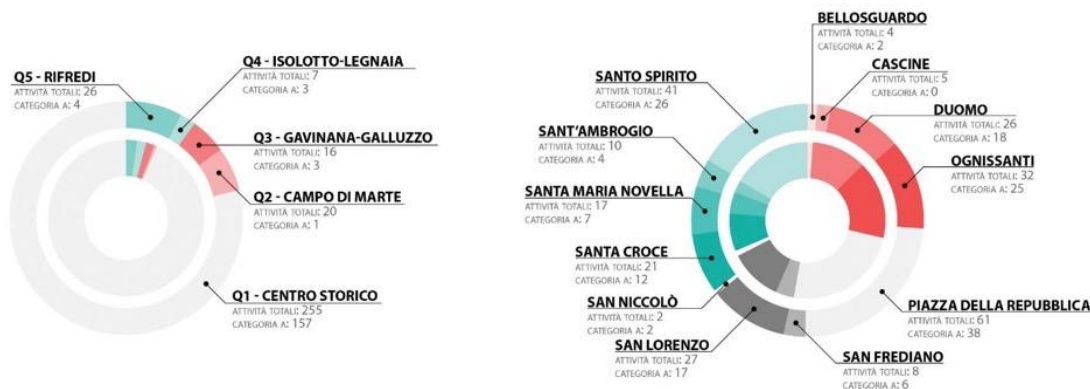 Q5 - RIFREDI
ATTIVITÀ TOTALI: 26
CATEGORIA A: 4
Q4 - ISOLOTTO-LEGNAIA
ATTIVITÀ TOTALI: 7
CATEGORIA A: 3
Q3 - GAVINANA-GALLUZZO
ATTIVITÀ TOTALI: 16
CATEGORIA A: 3
Q2 - CAMPO DI MARTE
ATTIVITÀ TOTALI: 20
CATEGORIA A: 1
Q1 - CENTRO STORICO
ATTIVITÀ TOTALI: 255
CATEGORIA A: 157
BELLOSGUARDO
ATTIVITÀ TOTALI: 4
CATEGORIA A: 2
CASCINE
ATTIVITÀ TOTALI: 5
CATEGORIA A: 0
DUOMO
ATTIVITÀ TOTALI: 26
CATEGORIA A: 18
OGNISSANTI
ATTIVITÀ TOTALI: 32
CATEGORIA A: 25
PIAZZA DELLA REPUBBLICA
ATTIVITÀ TOTALI: 61
CATEGORIA A: 38
SAN FREDIANO
ATTIVITÀ TOTALI: 8
CATEGORIA A: 6
SAN LORENZO
ATTIVITÀ TOTALI: 27
CATEGORIA A: 17
SAN NICCOLÒ
ATTIVITÀ TOTALI: 2
CATEGORIA A: 2
SANTA CROCE
ATTIVITÀ TOTALI: 21
CATEGORIA A: 12
SANTA MARIA NOVELLA
ATTIVITÀ TOTALI: 17
CATEGORIA A: 7
SANT'AMBROGIO
ATTIVITÀ TOTALI: 10
CATEGORIA A: 4
SANTO SPIRITO
ATTIVITÀ TOTALI: 41
CATEGORIA A: 26